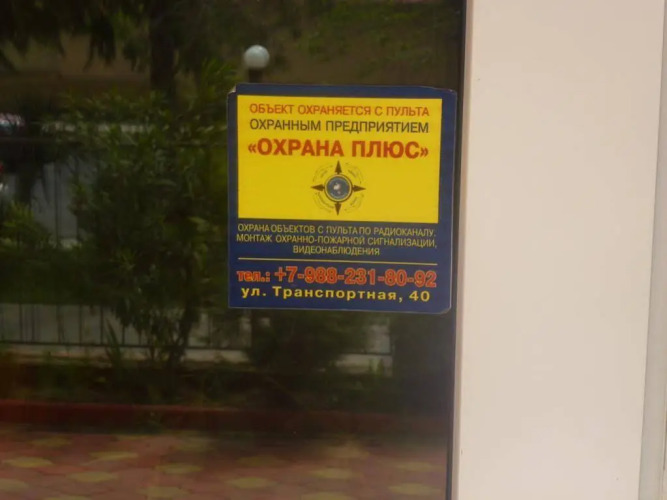 ОБЪЕКТ ОХРАНЯЕТСЯ С ПУЛЬТА
ОХРАННЫМ ПРЕДПРИЯТИЕМ
«ОХРАНА ПЛЮС»
ОХРАНА ОБЪЕКТОВ С ПУЛЬТА ПО РАДИОКАНАЛУ.
МОНТАЖ ОХРАННО-ПОЖАРНОЙ СИГНАЛИЗАЦИИ,
ВИДЕОНАБЛЮДЕНИЯ
тел.: +7-988-231-80-92
ул. Транспортная, 40